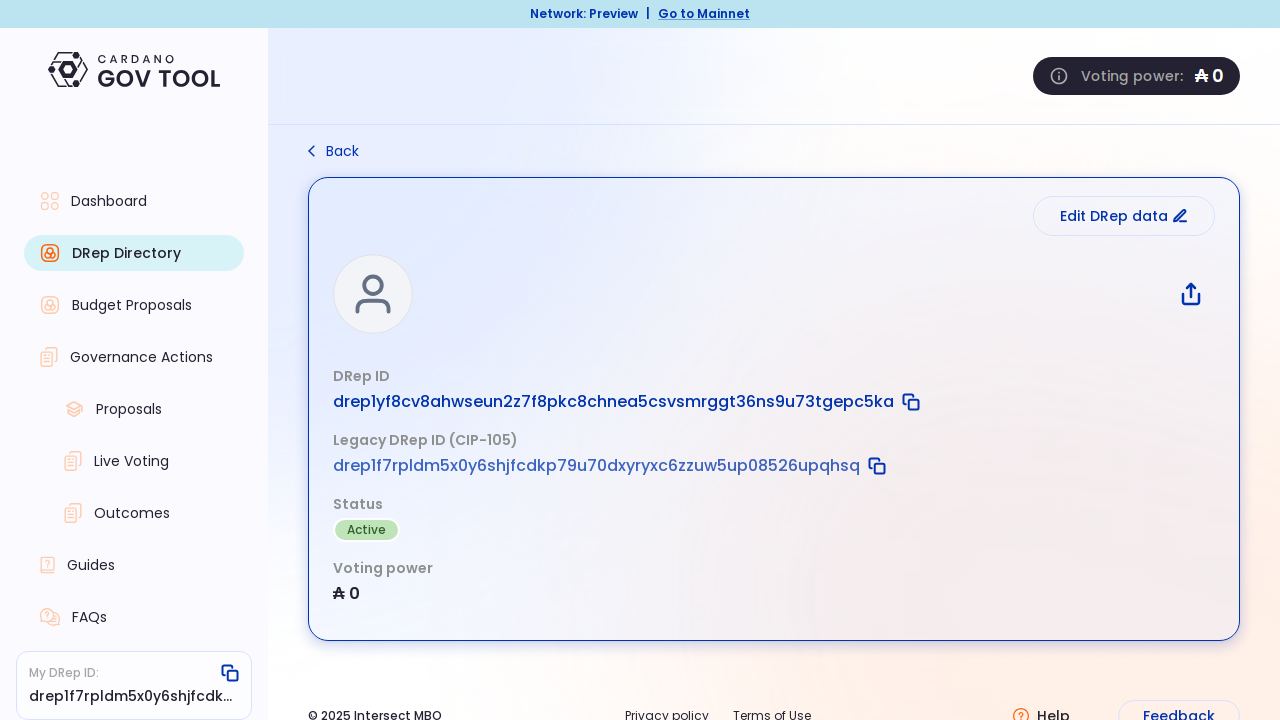 Network: Preview | Go to Mainnet
CARDANO
GOV TOOL
Voting power: ₳ 0
Dashboard
DRep Directory
Budget Proposals
Governance Actions
Proposals
Live Voting
Outcomes
Guides
FAQs
My DRep ID:
drep1f7rpldm5x0y6shjfcdk...
Back
Edit DRep data
DRep ID
drep1yf8cv8ahwseun2z7f8pkc8chnea5csvsmrggt36ns9u73tgepc5ka
Legacy DRep ID (CIP-105)
drep1f7rpldm5x0y6shjfcdkp79u70dxyryxc6zzuw5up08526upqhsq
Status
Active
Voting power
₳ 0
© 2025 Intersect MBO
Privacy policy
Terms of Use
Help
Feedback